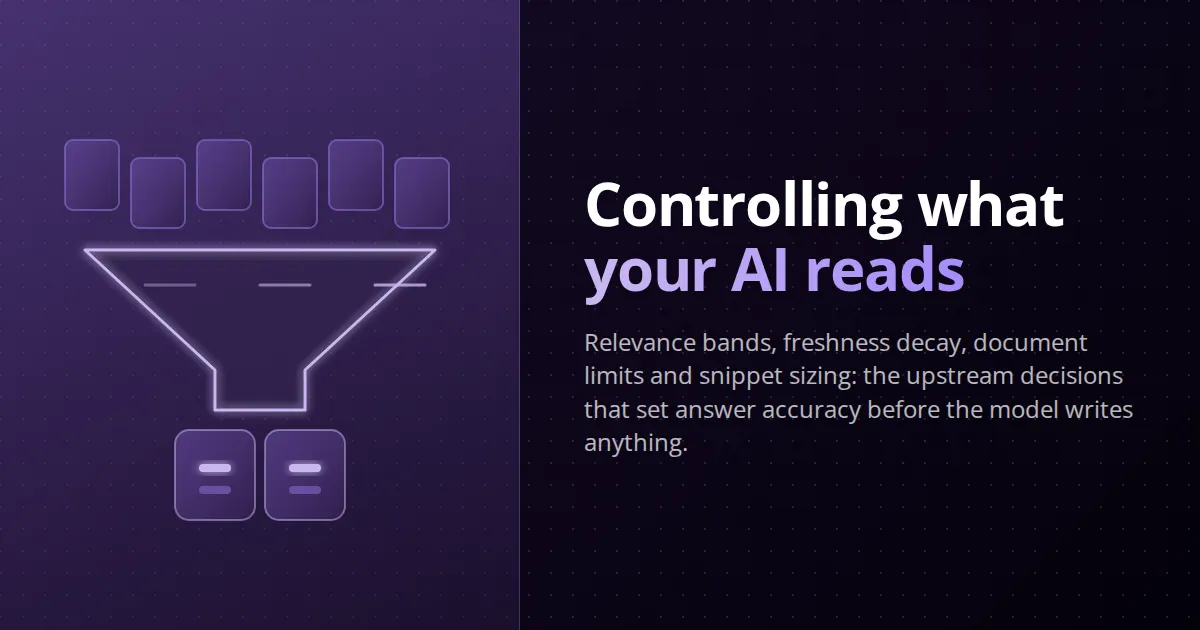 Controlling what
your AI reads
Relevance bands, freshness decay, document
limits and snippet sizing: the upstream decisions
that set answer accuracy before the model writes
anything.